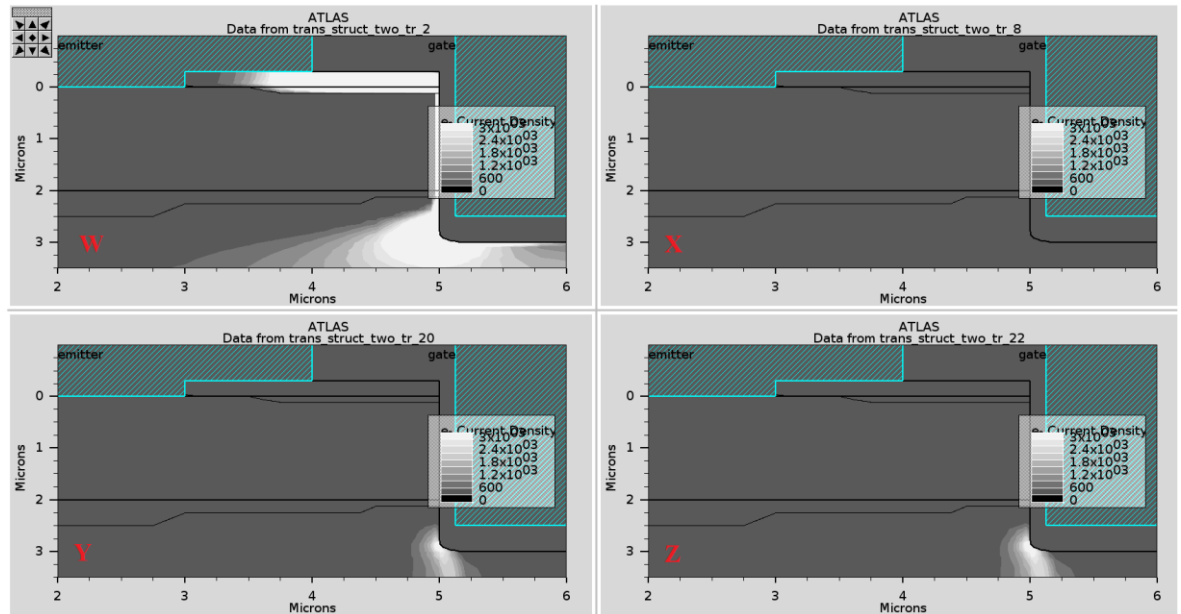 ATLAS
Data from trans_struct_two_tr_2
emitter
gate
0
1
2
3
Microns
e- Current Density
3x10^03
2.4x10^03
1.8x10^03
1.2x10^03
600
0
W
2
3
4
5
6
Microns
ATLAS
Data from trans_struct_two_tr_8
emitter
gate
0
1
2
3
Microns
e- Current Density
3x10^03
2.4x10^03
1.8x10^03
1.2x10^03
600
0
X
2
3
4
5
6
Microns
ATLAS
Data from trans_struct_two_tr_20
emitter
gate
0
1
2
3
Microns
e- Current Density
3x10^03
2.4x10^03
1.8x10^03
1.2x10^03
600
0
Y
2
3
4
5
6
Microns
ATLAS
Data from trans_struct_two_tr_22
emitter
gate
0
1
2
3
Microns
e- Current Density
3x10^03
2.4x10^03
1.8x10^03
1.2x10^03
600
0
Z
2
3
4
5
6
Microns